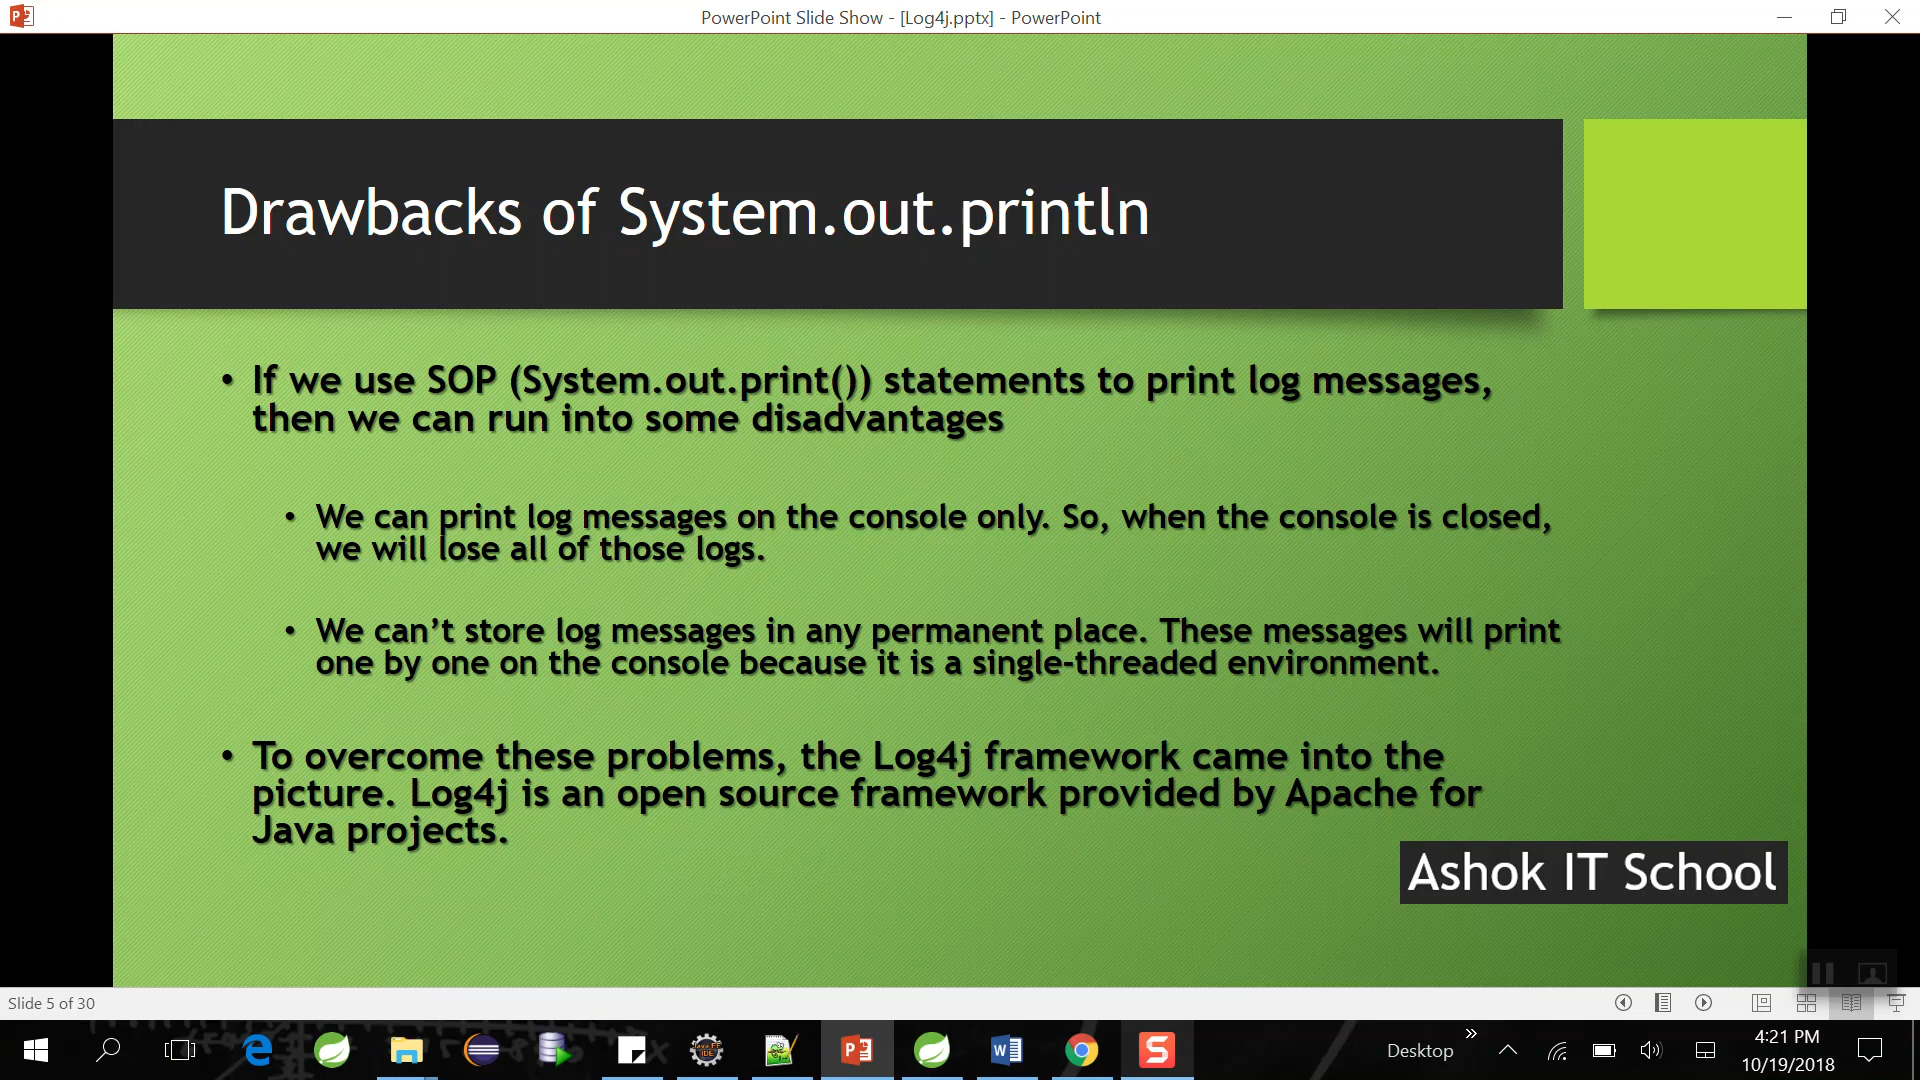 PowerPoint Slide Show - [Log4j.pptx] - PowerPoint
Drawbacks of System.out.println
• If we use SOP (System.out.print()) statements to print log messages,
then we can run into some disadvantages
• We can print log messages on the console only. So, when the console is closed,
we will lose all of those logs.
• We can’t store log messages in any permanent place. These messages will print
one by one on the console because it is a single-threaded environment.
• To overcome these problems, the Log4j framework came into the
picture. Log4j is an open source framework provided by Apache for
Java projects.
Ashok IT School
Slide 5 of 30
Desktop
4:21 PM
10/19/2018